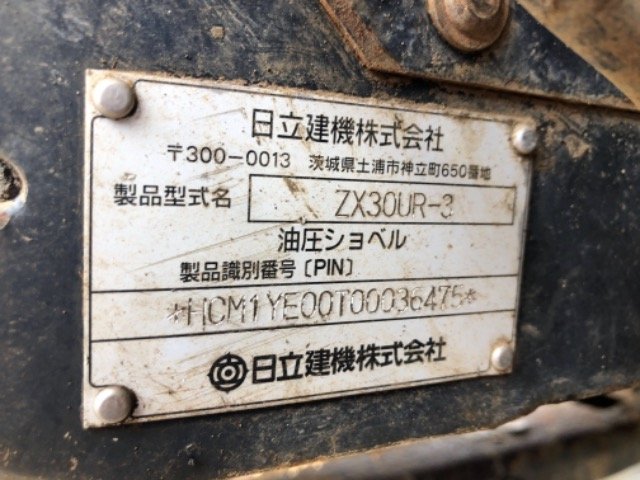 日立建機株式会社
〒300-0013 茨城県土浦市神立町650番地
製品型式名 ZX30UR-3
油圧ショベル
製品識別番号〔PIN〕
*HCM1YE00T00036475*
日立建機株式会社